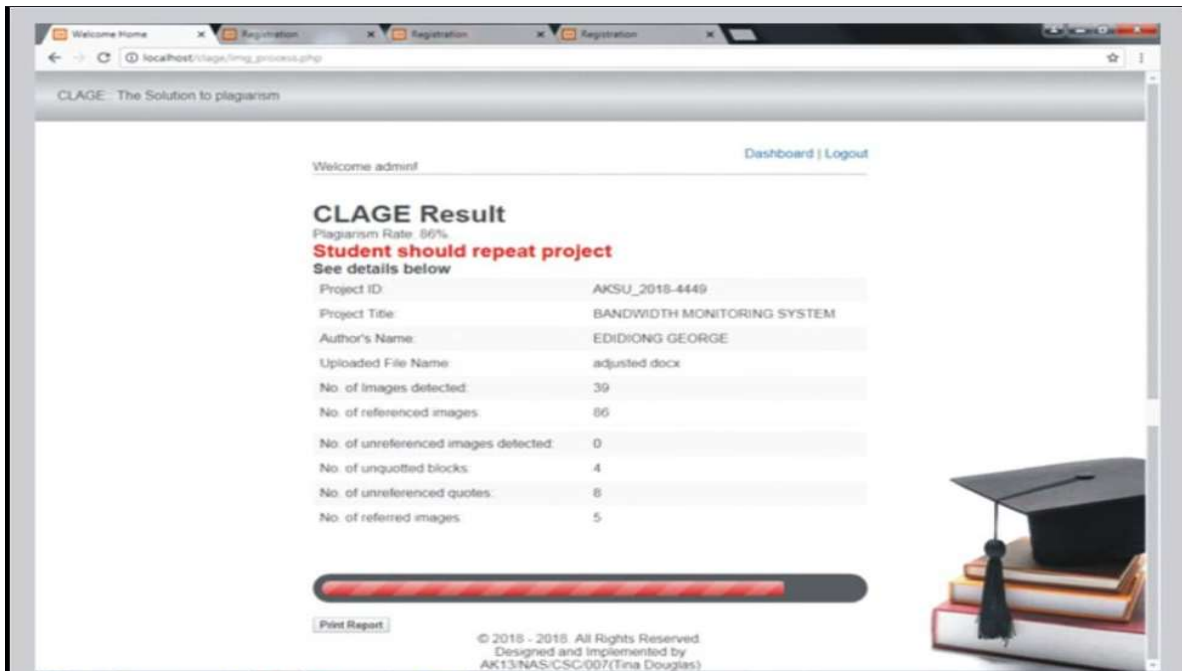 Welcome Home
Registration
Registration
Registration
localhost/clage/img_process.php
CLAGE:: The Solution to plagiarism
Dashboard | Logout
Welcome admin!
CLAGE Result
Plagiarism Rate: 86%
Student should repeat project
See details below
Project ID: AKSU_2018-4449
Project Title: BANDWIDTH MONITORING SYSTEM
Author's Name: EDIDIONG GEORGE
Uploaded File Name: adjusted.docx
No. of Images detected: 39
No. of referenced images: 86
No. of unreferenced images detected: 0
No. of unquotted blocks: 4
No. of unreferenced quotes: 8
No. of referred images: 5
Print Report
© 2018 - 2018. All Rights Reserved.
Designed and Implemented by
AK13/NAS/CSC/007(Tina Douglas)